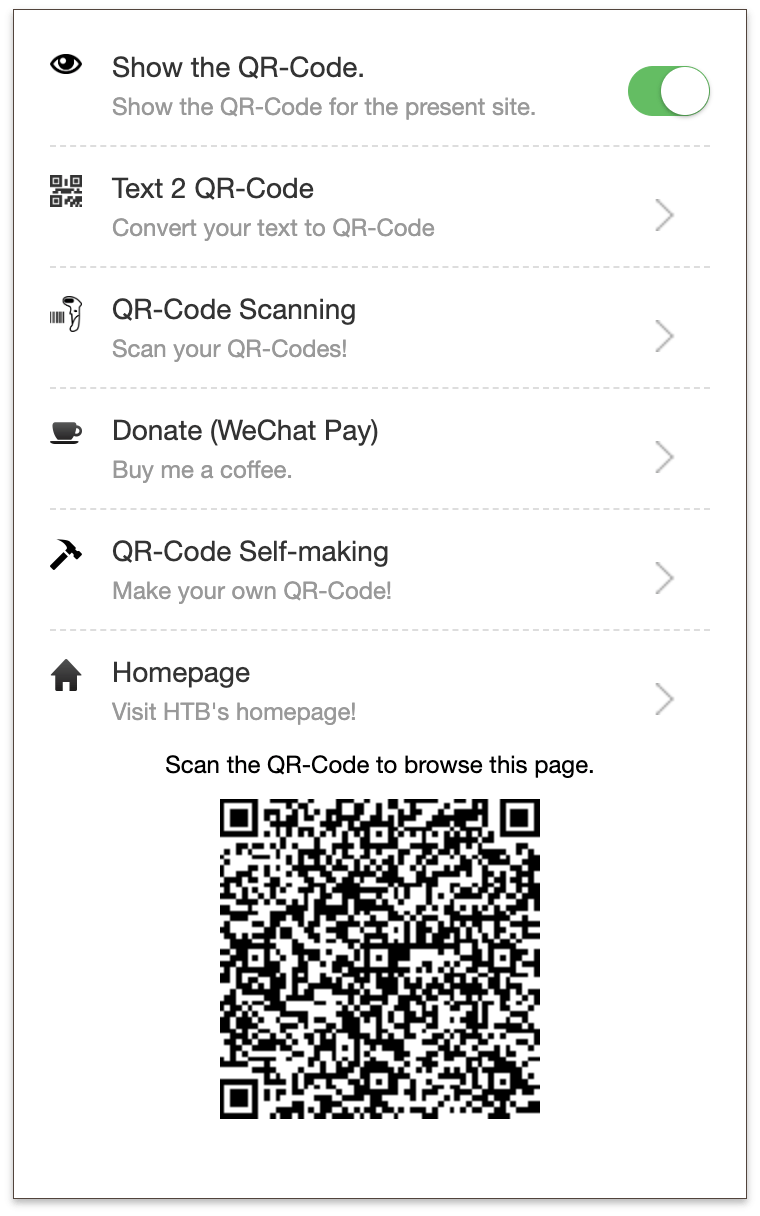 Show the QR-Code.
Show the QR-Code for the present site.
Text 2 QR-Code
Convert your text to QR-Code
QR-Code Scanning
Scan your QR-Codes!
Donate (WeChat Pay)
Buy me a coffee.
QR-Code Self-making
Make your own QR-Code!
Homepage
Visit HTB's homepage!
Scan the QR-Code to browse this page.